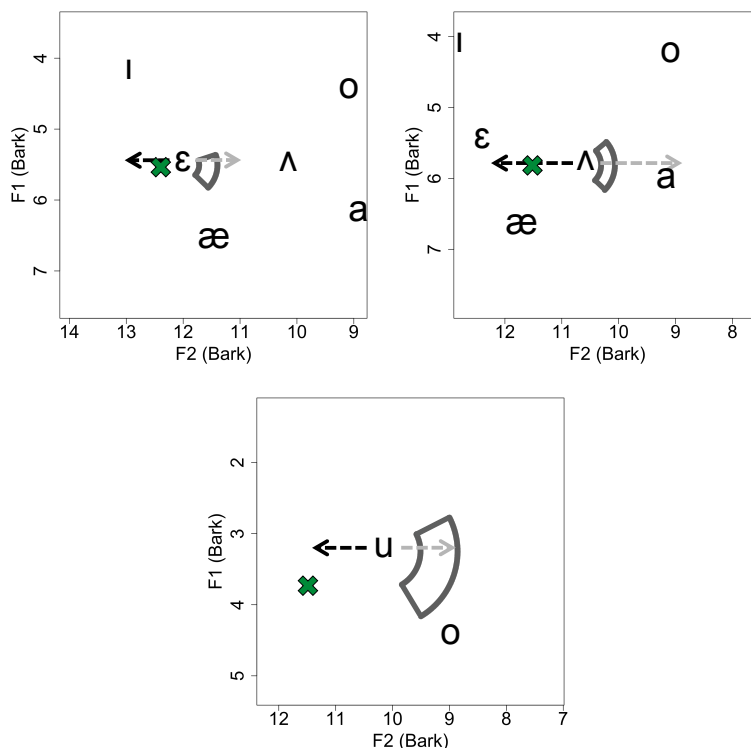 ı o
ɛ ʌ
a
æ
4
5
6
7
F1 (Bark)
14 13 12 11 10 9
F2 (Bark)
ı o
ɛ ʌ
a
æ
4
5
6
7
F1 (Bark)
12 11 10 9 8
F2 (Bark)
u
o
2
3
4
5
F1 (Bark)
12 11 10 9 8 7
F2 (Bark)